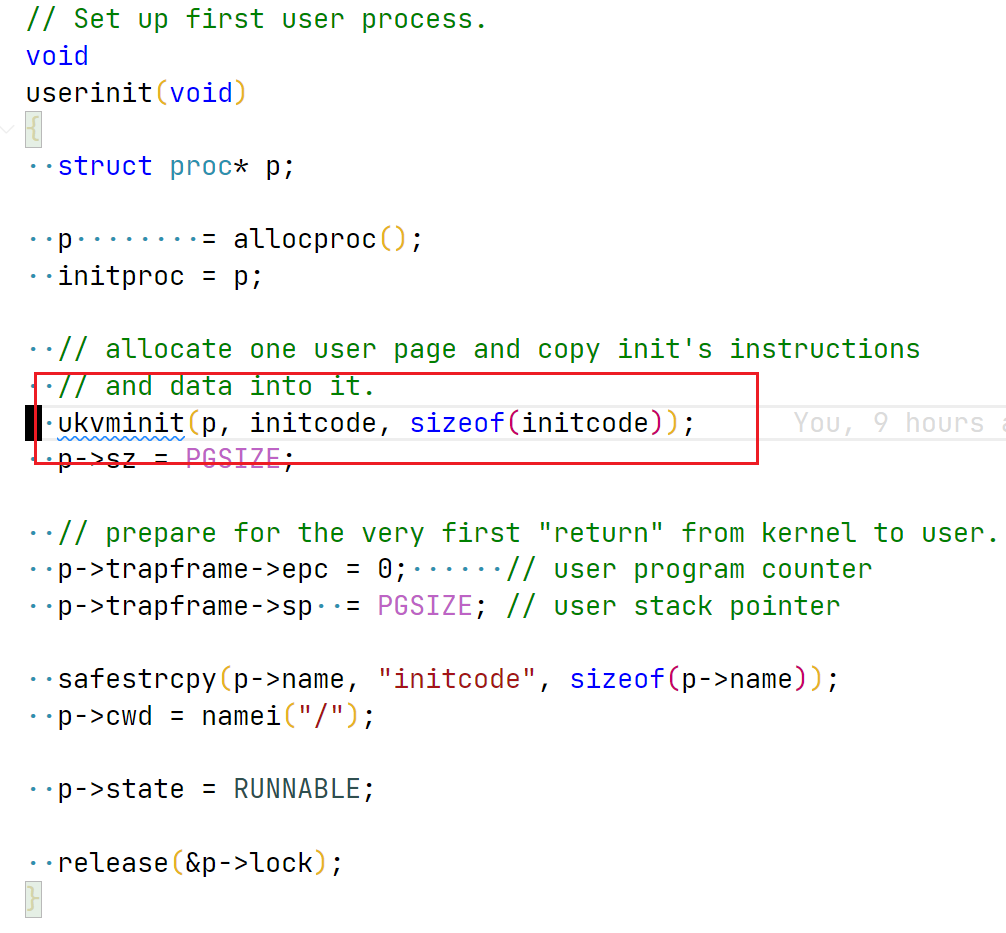 // Set up first user process.
void
userinit(void)
{
··struct proc* p;
··p········= allocproc();
··initproc = p;
··// allocate one user page and copy init's instructions
··// and data into it.
··ukvminit(p, initcode, sizeof(initcode)); You, 9 hours a
··p->sz = PGSIZE;
··// prepare for the very first "return" from kernel to user.
··p->trapframe->epc = 0;······// user program counter
··p->trapframe->sp··= PGSIZE; // user stack pointer
··safestrcpy(p->name, "initcode", sizeof(p->name));
··p->cwd = namei("/");
··p->state = RUNNABLE;
··release(&p->lock);
}